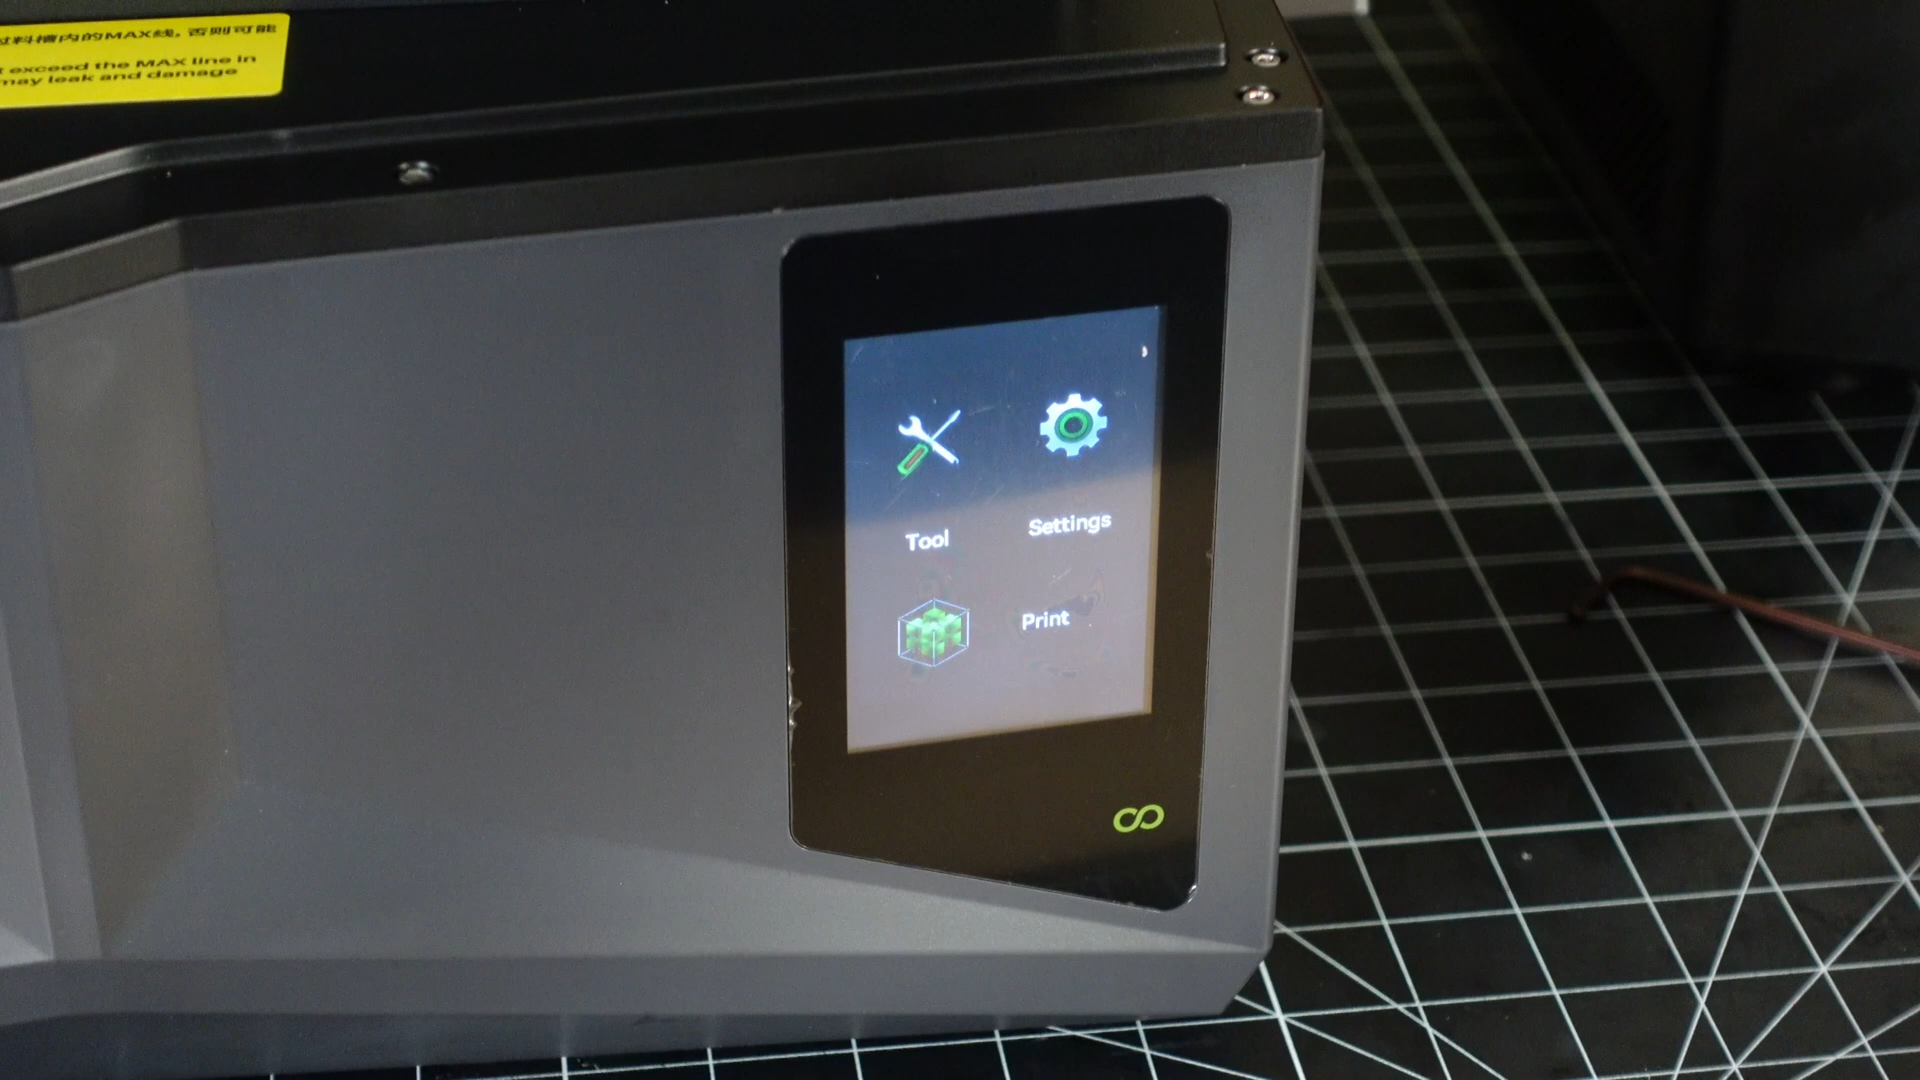 料槽内的MAX线,否则可能
exceed the MAX line in
may leak and damage
Tool
Settings
Print